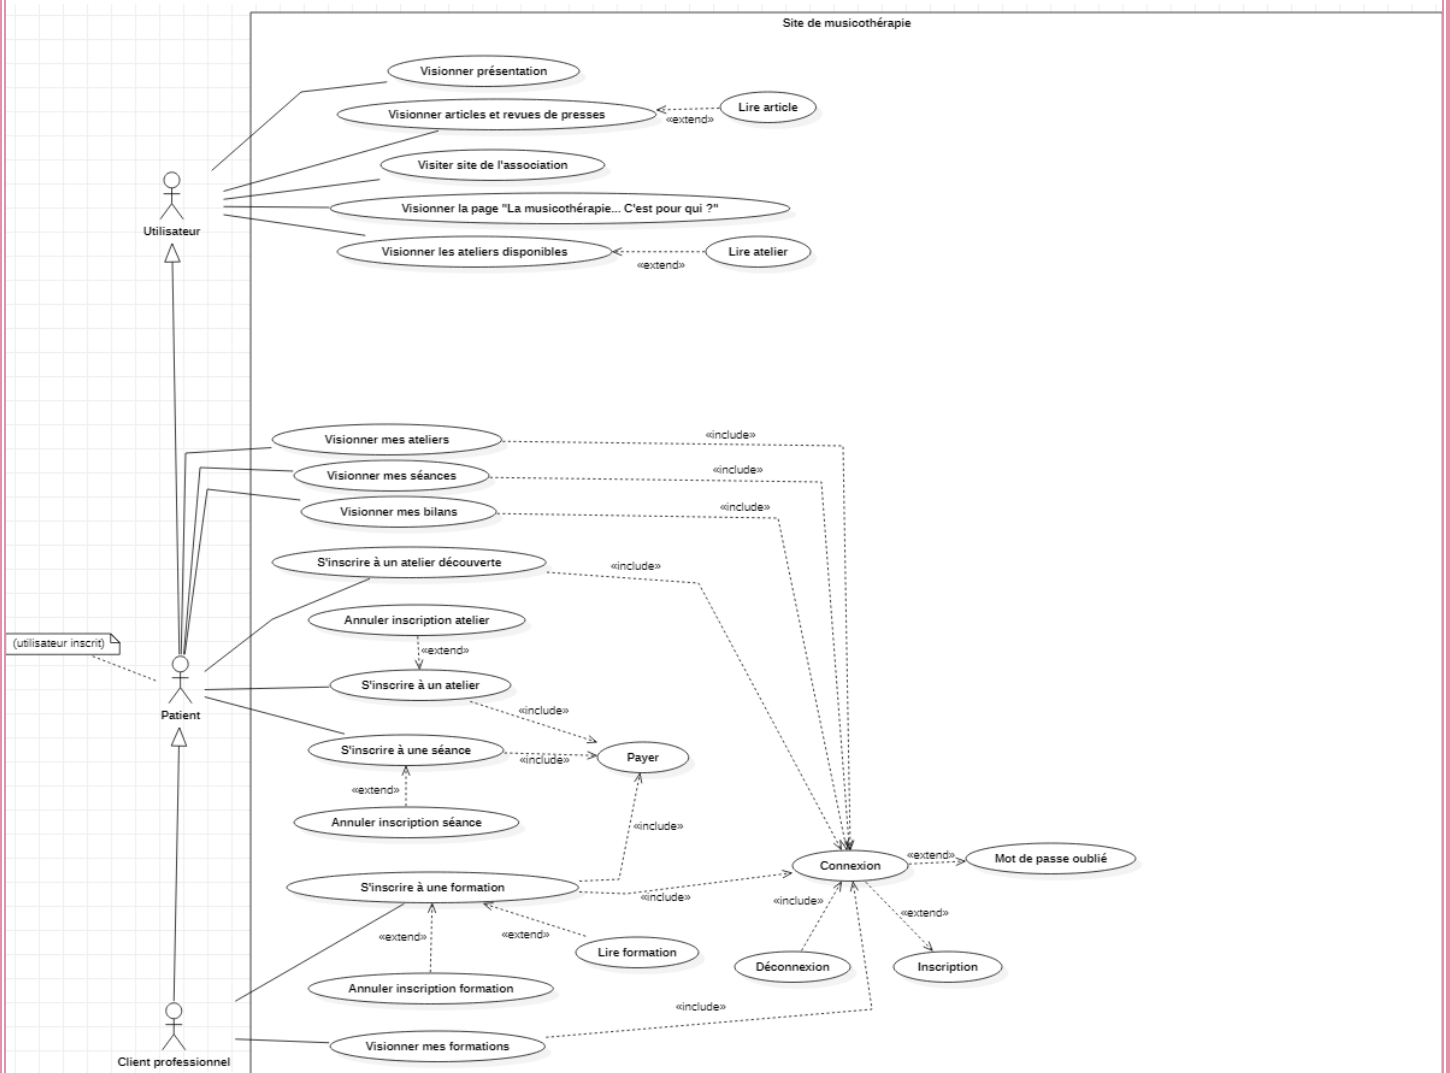 Site de musicothérapie
Visionner présentation
Visionner articles et revues de presses
Lire article
«extend»
Visiter site de l'association
Visionner la page "La musicothérapie... C'est pour qui ?"
Utilisateur
Visionner les ateliers disponibles
Lire atelier
«extend»
Visionner mes ateliers
«include»
Visionner mes séances
«include»
Visionner mes bilans
«include»
S'inscrire à un atelier découverte
«include»
Annuler inscription atelier
(utilisateur inscrit)
«extend»
S'inscrire à un atelier
Patient
«include»
S'inscrire à une séance
«include»
Payer
«extend»
Annuler inscription séance
«include»
Connexion
«extend»
Mot de passe oublié
S'inscrire à une formation
«include»
«include»
«extend»
«extend»
«extend»
Lire formation
Déconnexion
Inscription
Annuler inscription formation
«include»
Visionner mes formations
Client professionnel